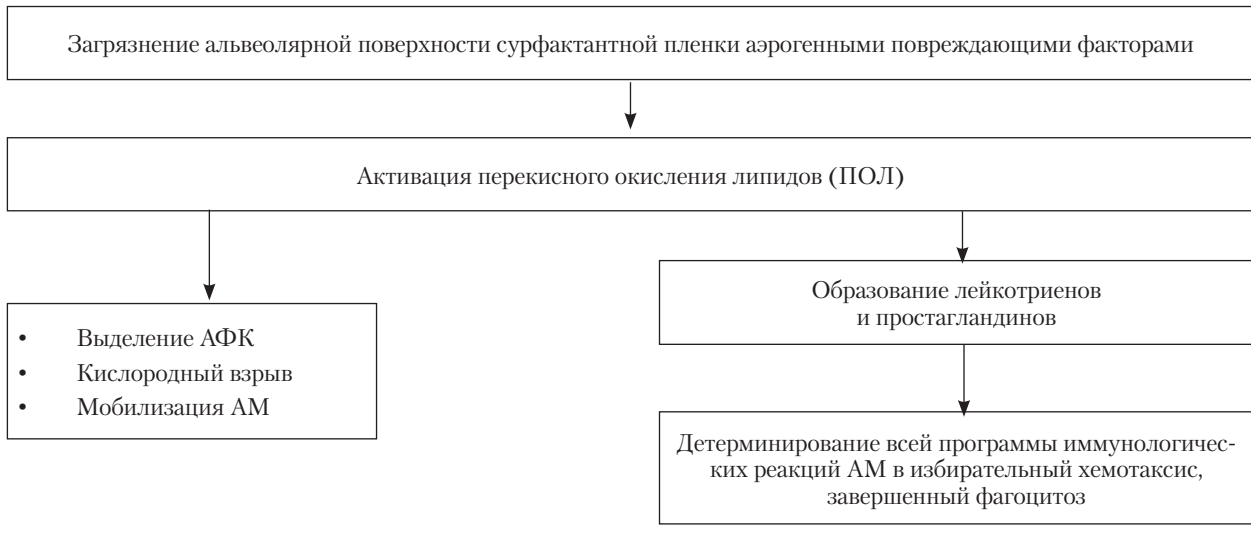 Загрязнение альвеолярной поверхности сурфактантной пленки аэрогенными повреждающими факторами
Активация перекисного окисления липидов (ПОЛ)
• Выделение АФК
• Кислородный взрыв
• Мобилизация АМ
Образование лейкотриенов
и простагландинов
Детерминирование всей программы иммунологичес-
ких реакций АМ в избирательный хемотаксис,
завершенный фагоцитоз